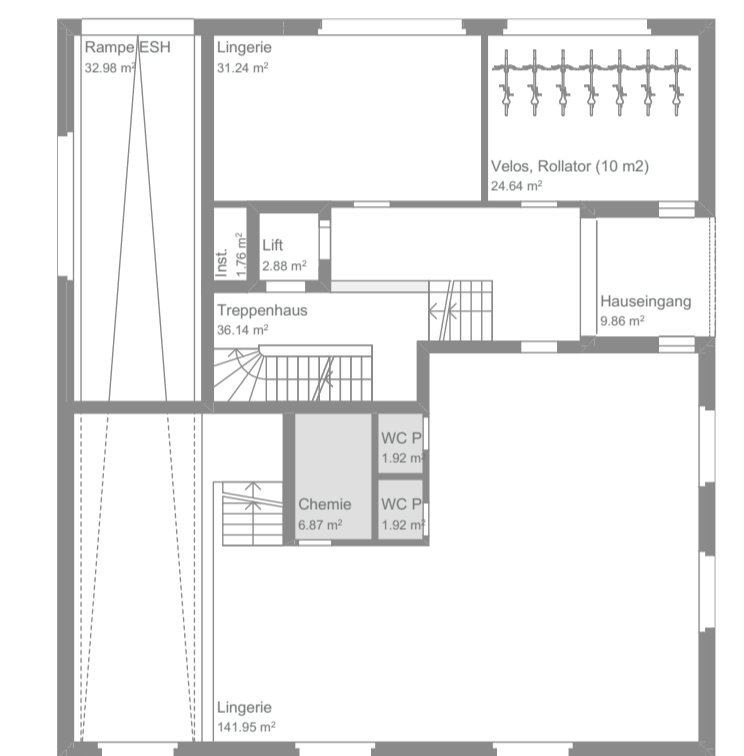 Rampe ESH
32.98 m²
Lingerie
31.24 m²
Velos, Rollator (10 m2)
24.64 m²
Inst.
1.76 m²
Lift
2.88 m²
Hauseingang
9.86 m²
Treppenhaus
36.14 m²
WC P
1.92 m²
Chemie
6.87 m²
WC P
1.92 m²
Lingerie
141.95 m²